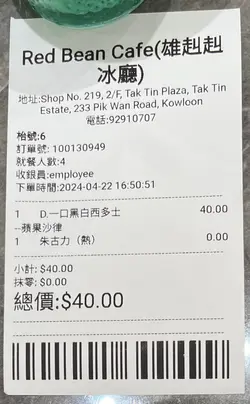 Red Bean Cafe(雄赳赳
冰廳)
地址:Shop No. 219, 2/F, Tak Tin Plaza, Tak Tin
Estate, 233 Pik Wan Road, Kowloon
電話:92910707
枱號:6
訂單號: 100130949
就餐人數:4
收銀員:employee
下單時間:2024-04-22 16:50:51
1 D.一口黑白西多士 40.00
--蘋果沙律
1 朱古力（熱） 0.00
小計: $40.00
抹零: $0.00
總價:$40.00